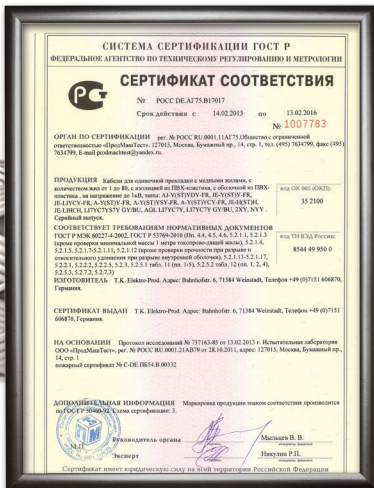 СИСТЕМА СЕРТИФИКАЦИИ ГОСТ Р
ФЕДЕРАЛЬНОЕ АГЕНТСТВО ПО ТЕХНИЧЕСКОМУ РЕГУЛИРОВАНИЮ И МЕТРОЛОГИИ
СЕРТИФИКАТ СООТВЕТСТВИЯ
№ РОСС DE.АГ75.В17017
Срок действия с 14.02.2013 по 13.02.2016
№ 1007783
ОРГАН ПО СЕРТИФИКАЦИИ рег. № РОСС RU.0001.11АГ75.Общество с ограниченной
ответственностью «ПродМашТест». 127015, Москва, Бумажный пр., 14, стр. 1, тел. (495) 7634799, факс (495)
7634799, E-mail prodmachtest@yandex.ru.
ПРОДУКЦИЯ Кабели для одиночной прокладки с медными жилами, с
количеством жил от 1 до 80, с изоляцией из ПВХ-пластика, с оболочкой из ПВХ-
пластика, на напряжение до 1кВ, типы: AJ-Y(ST)YDY-FR, JE-Y(ST)Y-FR,
JE-LIYCY-FR, A-Y(ST)Y-FR, A-Y(ST)YSY-FR, A-Y(ST)YCY-FR, JE-H(ST)H,
JE-LIHCH, LI7YC7YS7Y GY/BU, AGL LI7YC7Y, LI7YC7Y GY/BU, 2XY, NYY .
Серийный выпуск.
код ОК 005 (ОКП):
35 2100
СООТВЕТСТВУЕТ ТРЕБОВАНИЯМ НОРМАТИВНЫХ ДОКУМЕНТОВ
ГОСТ Р МЭК 60227-4-2002, ГОСТ Р 53769-2010 (Пп. 4.4, 4.5, 4.6, 5.2.1.1, 5.2.1.3
(кроме проверки минимальной массы 1 метра токопрово-дящей жилы), 5.2.1.4,
5.2.1.5, 5.2.1.7-5.2.1.11, 5.2.1.12 (кроме проверки прочности при разрыве и
относительного удлинения при разрыве внутренней оболочки), 5.2.1.13-5.2.1.17,
5.2.2.1, 5.2.2.2, 5.2.2.5, 5.2.3, 5.2.5.1 табл. 11 (пп. 1-5), 5.2.5.2 табл. 12 (пп. 1, 2, 4),
5.2.5.3, 5.2.7.2, 5.2.7.3)
код ТН ВЭД России:
8544 49 950 0
ИЗГОТОВИТЕЛЬ T.K. Elektro-Prod. Адрес: Bahnhofstr. 6, 71384 Weinstadt, Телефон +49 (0)7151 606870,
Германия.
СЕРТИФИКАТ ВЫДАН T.K. Elektro-Prod. Адрес: Bahnhofstr. 6, 71384 Weinstadt, Телефон +49 (0)7151
606870, Германия.
НА ОСНОВАНИИ Протокол исследований № 737163-85 от 13.02.2013 г. Испытательная лаборатория
ООО «ПродМашТест», рег. № РОСС RU.0001.21АВ79 от 28.10.2011, адрес: 127015, Москва, Бумажный пр.,
14, стр. 1
пожарный сертификат № C-DE.ПБ54.В.00332
ДОПОЛНИТЕЛЬНАЯ ИНФОРМАЦИЯ Маркировка продукции знаком соответствия производится
по ГОСТ Р 50460-92. Схема сертификации: 3.
М.П.
Руководитель органа
Мыльцев В. В.
Эксперт
Никулин Р.П.
Сертификат имеет юридическую силу на всей территории Российской Федерации